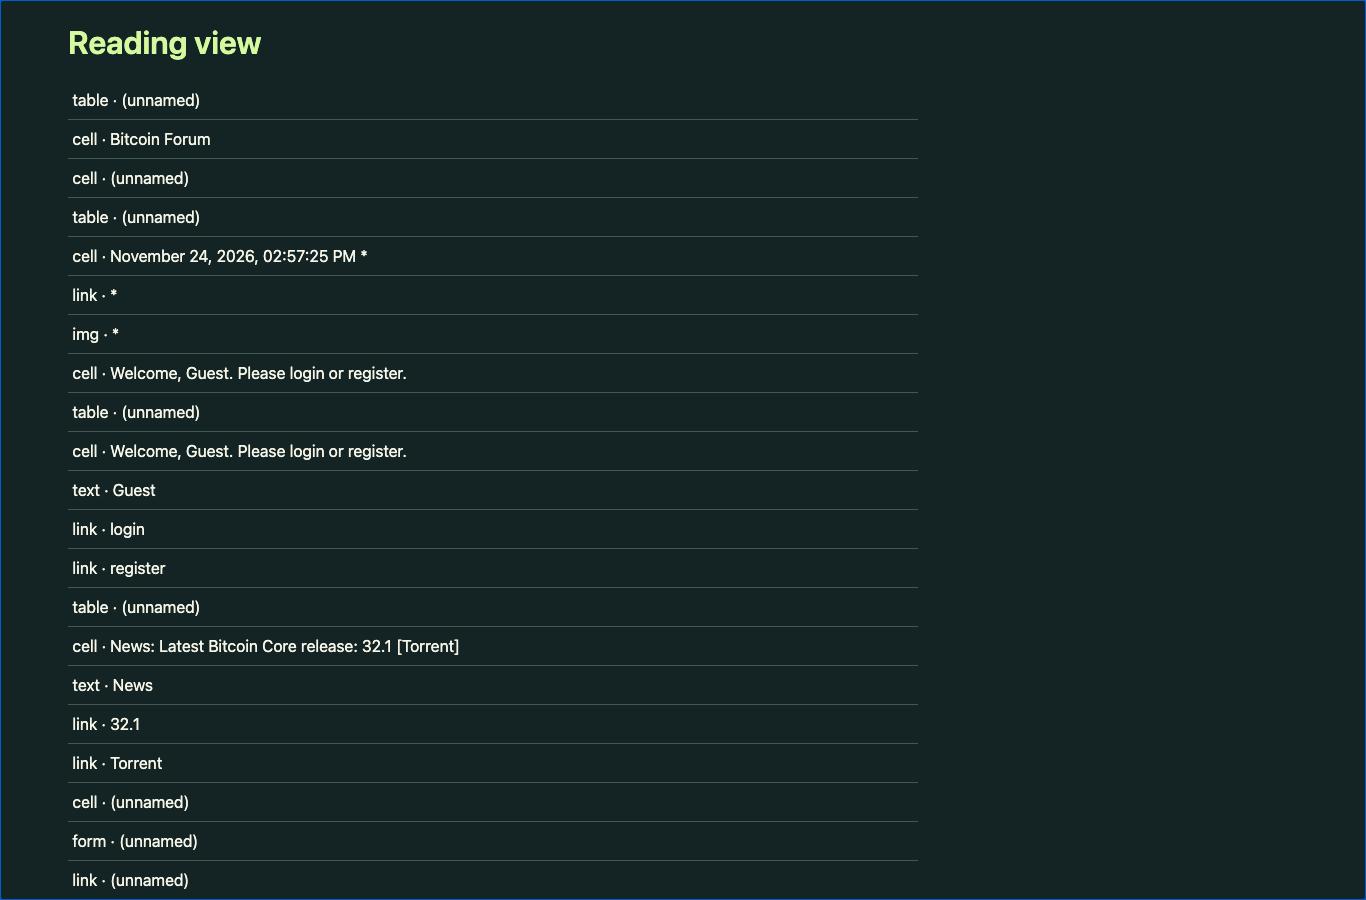 Reading view
table · (unnamed)
cell · Bitcoin Forum
cell · (unnamed)
table · (unnamed)
cell · November 24, 2026, 02:57:25 PM *
link · *
img · *
cell · Welcome, Guest. Please login or register.
table · (unnamed)
cell · Welcome, Guest. Please login or register.
text · Guest
link · login
link · register
table · (unnamed)
cell · News: Latest Bitcoin Core release: 32.1 [Torrent]
text · News
link · 32.1
link · Torrent
cell · (unnamed)
form · (unnamed)
link · (unnamed)